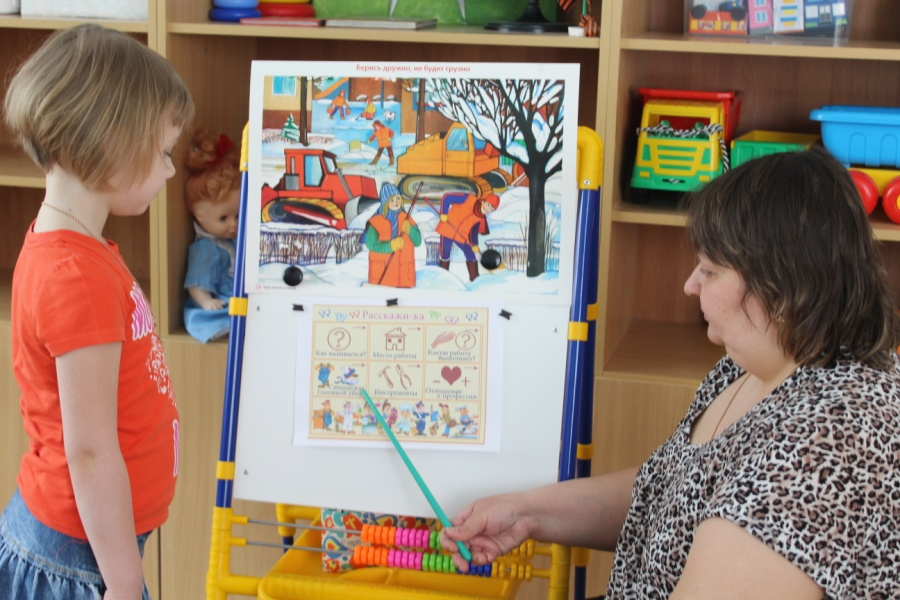 Берись дружно, не будет грузно
Расскажи-ка
Как называется?
Место работы
Какую работу
выполняет?
Инструменты
Отношение
к профессии